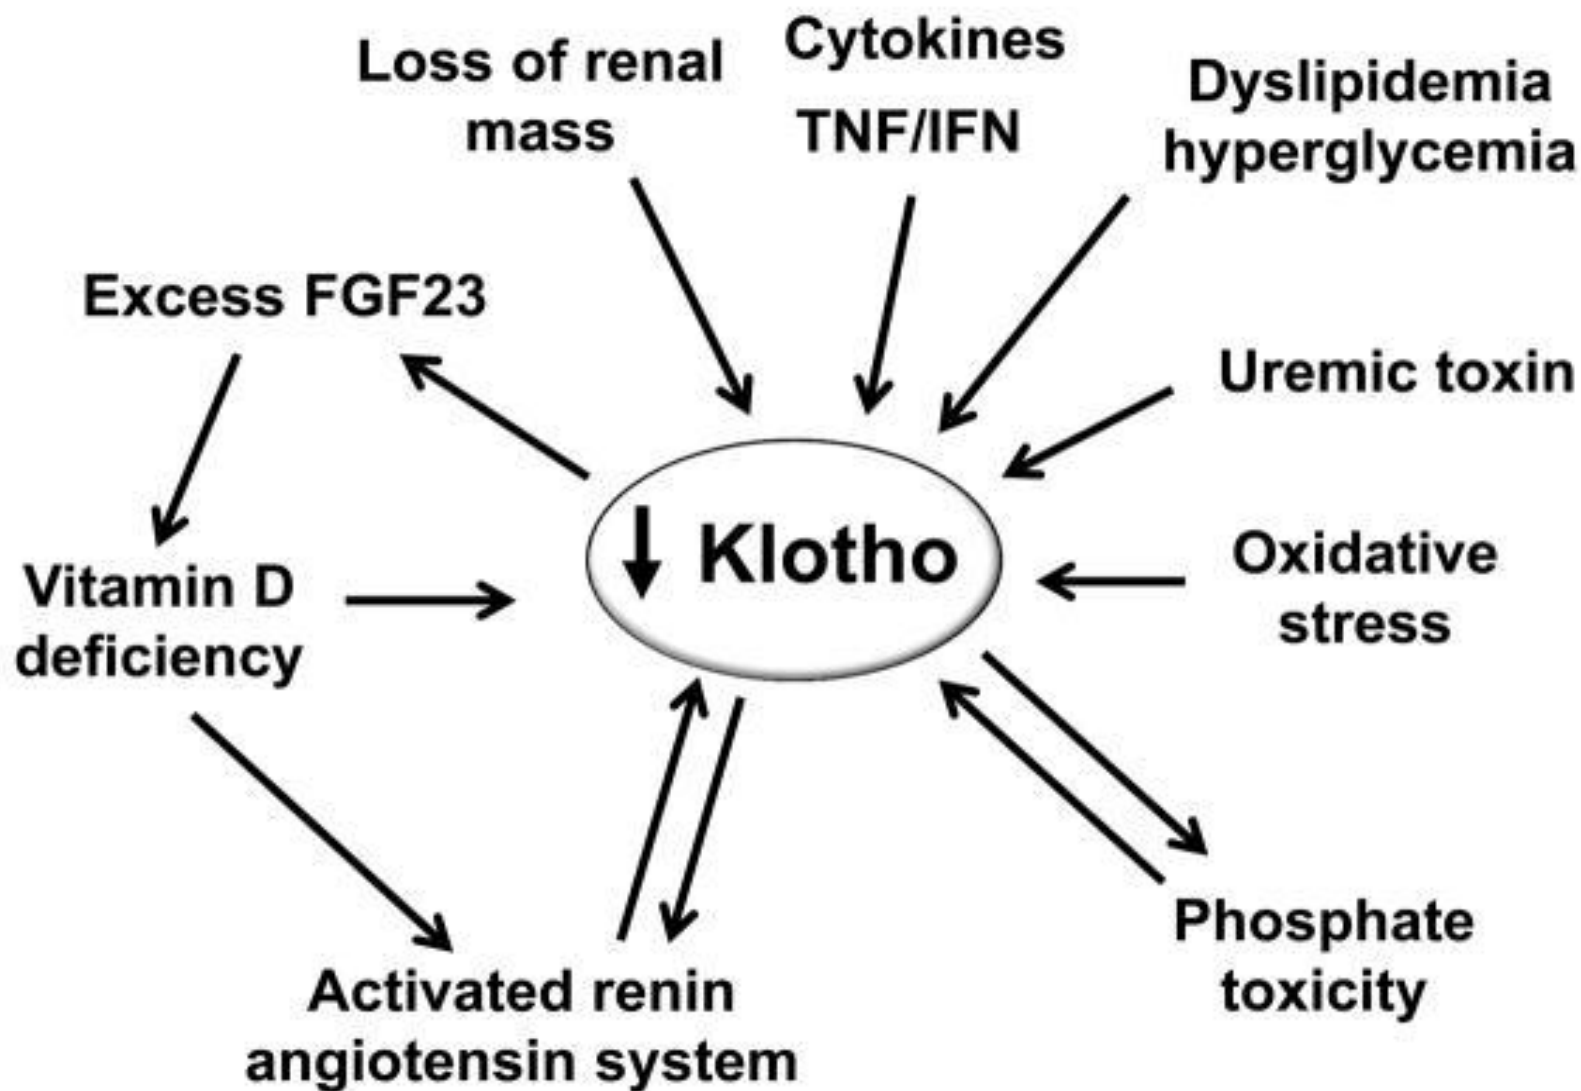 Loss of renal
mass
Cytokines
TNF/IFN
Dyslipidemia
hyperglycemia
Excess FGF23
Uremic toxin
Klotho
Oxidative
stress
Vitamin D
deficiency
Phosphate
toxicity
Activated renin
angiotensin system